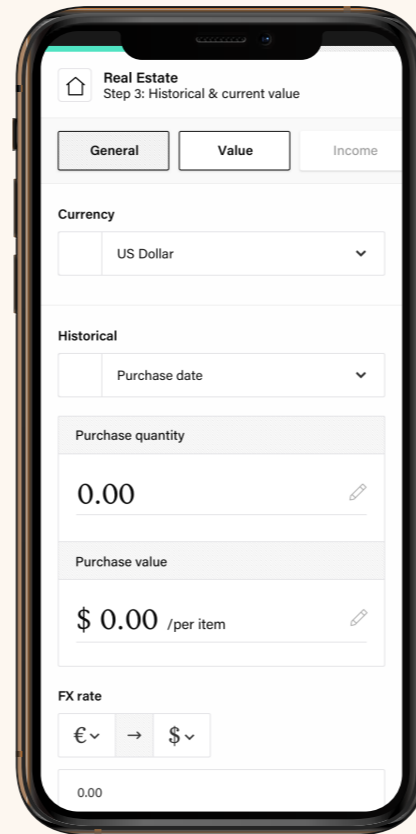 Real Estate
Step 3: Historical & current value
General
Value
Income
Currency
US Dollar
Historical
Purchase date
Purchase quantity
0.00
Purchase value
$ 0.00 /per item
FX rate
€ → $
0.00